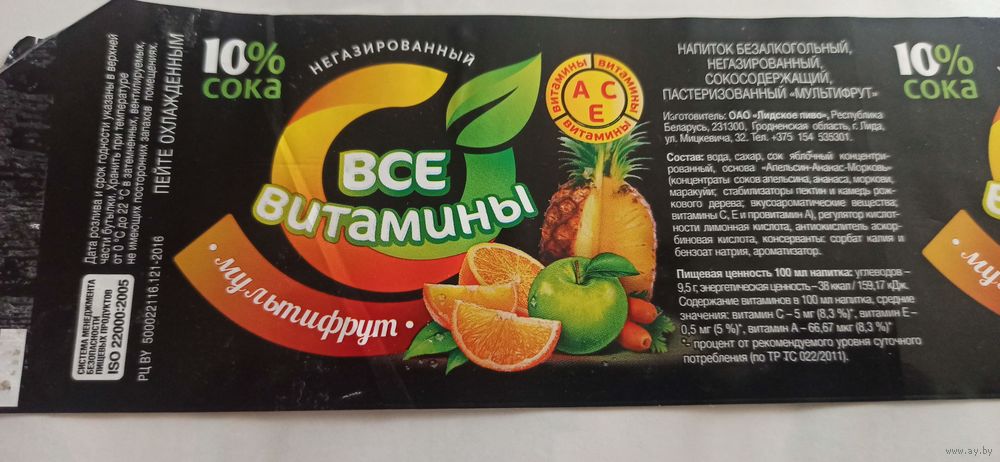 Дата розлива и срок годности указаны в верхней
части бутылки. Хранить при температуре
от 0 °С до 22 °С в затемненных, вентилируемых,
не имеющих посторонних запахов помещениях.
ПЕЙТЕ ОХЛАЖДЕННЫМ
СИСТЕМА МЕНЕДЖМЕНТА
БЕЗОПАСНОСТИ
ПИЩЕВЫХ ПРОДУКТОВ
ISO 22000:2005
РЦ BY 500022116.121-2016
10%
сока
НЕГАЗИРОВАННЫЙ
ВСЕ
витамины
• мультифрут •
витамины
витамины
витамины
А С
Е
НАПИТОК БЕЗАЛКОГОЛЬНЫЙ,
НЕГАЗИРОВАННЫЙ,
СОКОСОДЕРЖАЩИЙ,
ПАСТЕРИЗОВАННЫЙ «МУЛЬТИФРУТ»
Изготовитель: ОАО «Лидское пиво», Республика
Беларусь, 231300, Гродненская область, г. Лида,
ул. Мицкевича, 32. Тел. +375 154 535301.
Состав: вода, сахар, сок яблочный концентри-
рованный, основа «Апельсин-Ананас-Морковь»
(концентраты соков апельсина, ананаса, моркови,
маракуйи; стабилизаторы пектин и камедь рож-
кового дерева; вкусоароматические вещества;
витамины С, Е и провитамин А), регулятор кислот-
ности лимонная кислота, антиокислитель аскор-
биновая кислота, консерванты: сорбат калия и
бензоат натрия, ароматизатор.
Пищевая ценность 100 мл напитка: углеводов –
9,5 г, энергетическая ценность – 38 ккал / 159,17 кДж.
Содержание витаминов в 100 мл напитка, средние
значения: витамин С – 5 мг (8,3 %)*, витамин Е –
0,5 мг (5 %)*, витамин А – 66,67 мкг (8,3 %)*
*- процент от рекомендуемого уровня суточного
потребления (по ТР ТС 022/2011).
10%
сока
www.ay.by